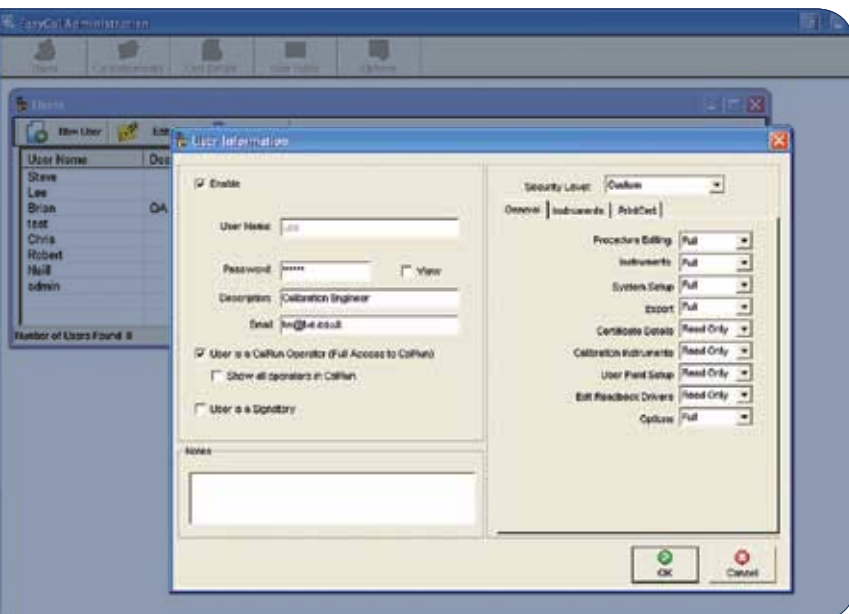 EasyCal Administration
Users
Options
Users
New User
User Name
Steve
Lee
Brian
QA
test
Chris
Robert
Neill
admin
Number of Users Found 8
User Information
Enable
User Name
Lee
Password
*****
View
Description
Calibration Engineer
Email
User is a CalRun Operator (Full Access to CalRun)
Show all operators in CalRun
User is a Signatory
Notes
Security Level
Custom
General
Instruments
PrintCert
Procedure Editing
Full
Instruments
Full
System Setup
Full
Export
Full
Certificate Details
Read Only
Calibration Instruments
Read Only
User Field Setup
Read Only
Edit Readback Drivers
Read Only
Options
Full
OK
Cancel